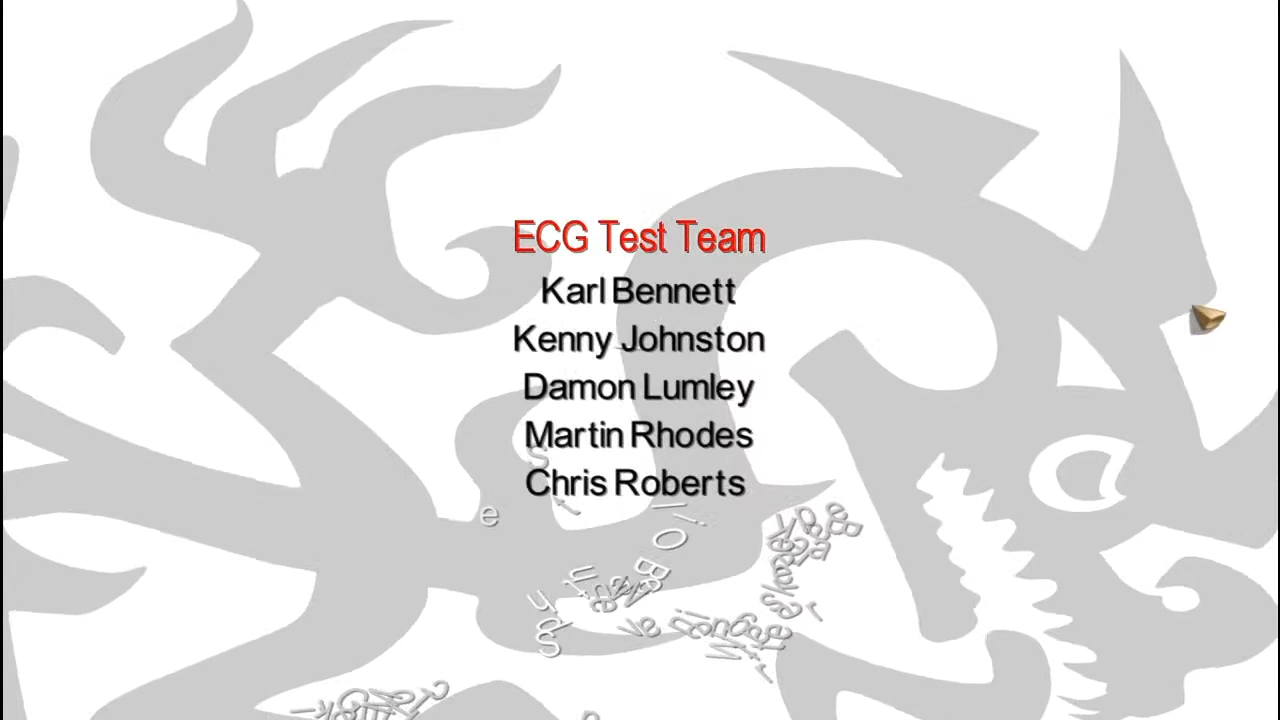 ECG Test Team
Karl Bennett
Kenny Johnston
Damon Lumley
Martin Rhodes
Chris Roberts